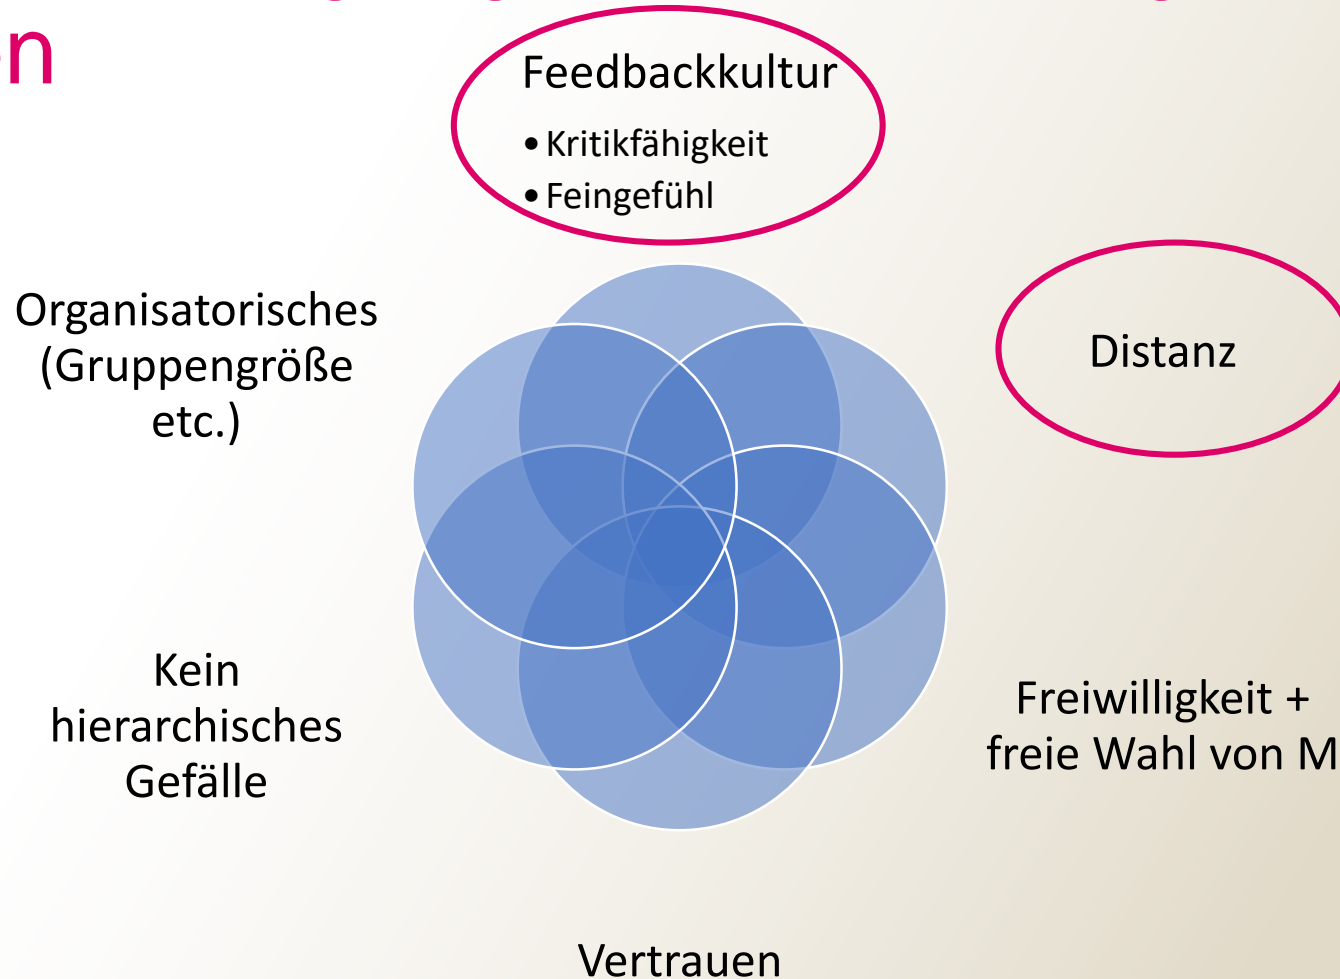 Feedbackkultur
• Kritikfähigkeit
• Feingefühl
Organisatorisches
(Gruppengröße
etc.)
Distanz
Kein
hierarchisches
Gefälle
Freiwilligkeit +
freie Wahl von M
Vertrauen